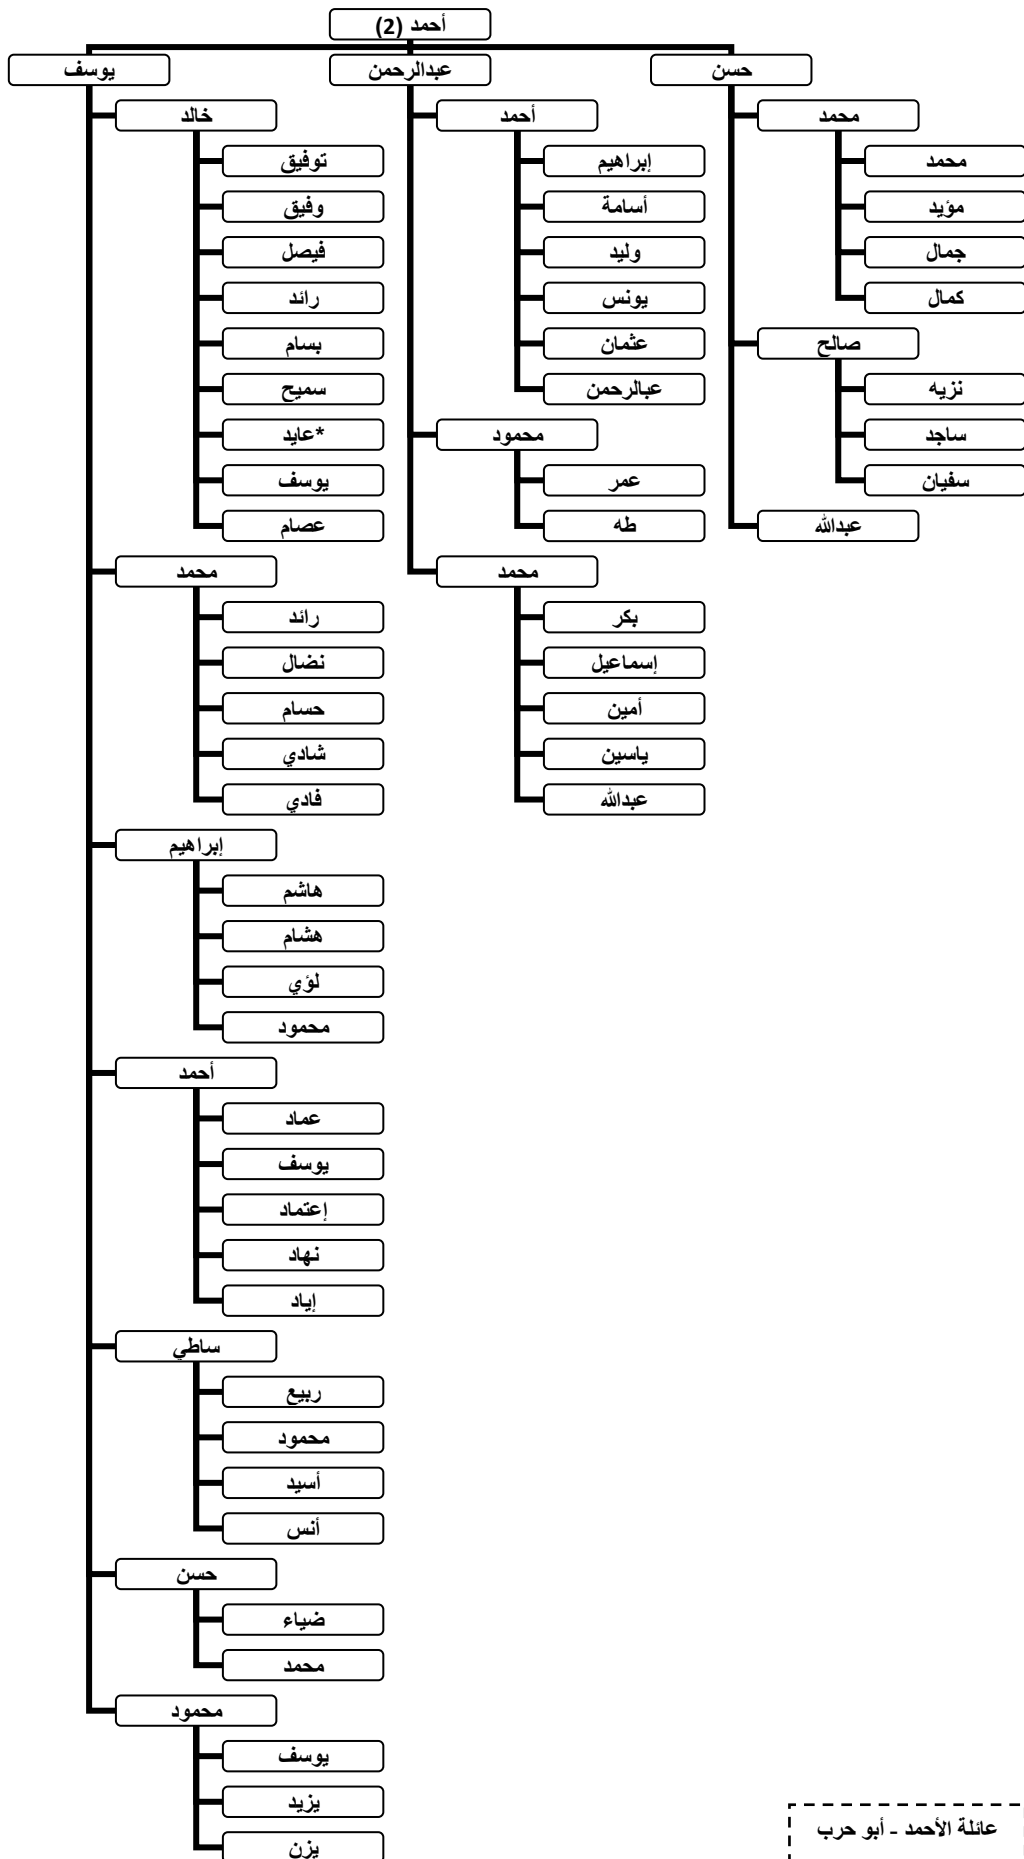 أحمد (2)
حسن
محمد
محمد
مؤيد
جمال
كمال
صالح
نزيه
ساجد
سفيان
عبدالله
عبدالرحمن
أحمد
إبراهيم
أسامة
وليد
يونس
عثمان
عبالرحمن
محمود
عمر
طه
محمد
بكر
إسماعيل
أمين
ياسين
عبدالله
يوسف
خالد
توفيق
وفيق
فيصل
رائد
بسام
سميح
*عايد
يوسف
عصام
محمد
رائد
نضال
حسام
شادي
فادي
إبراهيم
هاشم
هشام
لؤي
محمود
أحمد
عماد
يوسف
إعتماد
نهاد
إياد
ساطي
ربيع
محمود
أسيد
أنس
حسن
ضياء
محمد
محمود
يوسف
يزيد
يزن
عائلة الأحمد - أبو حرب